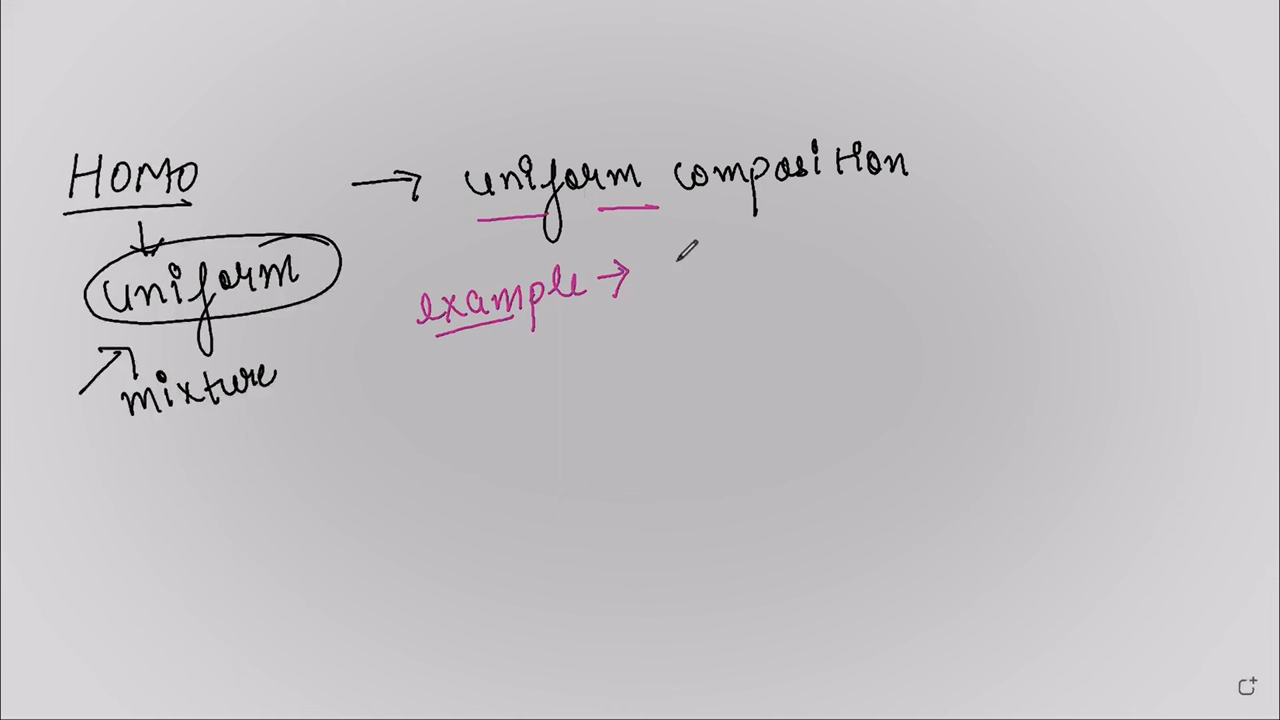 HOMO → uniform composition
↓
uniform
example →
mixture